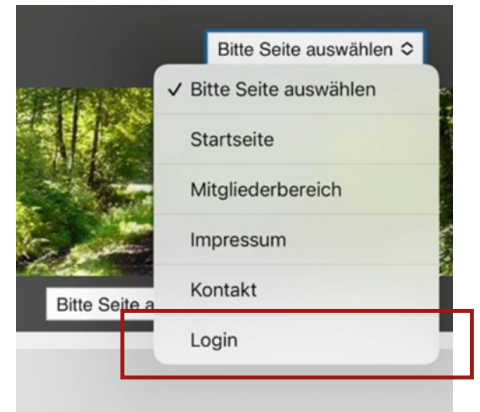 Bitte Seite auswählen
✓ Bitte Seite auswählen
Startseite
Mitgliederbereich
Impressum
Kontakt
Bitte Seite a
Login